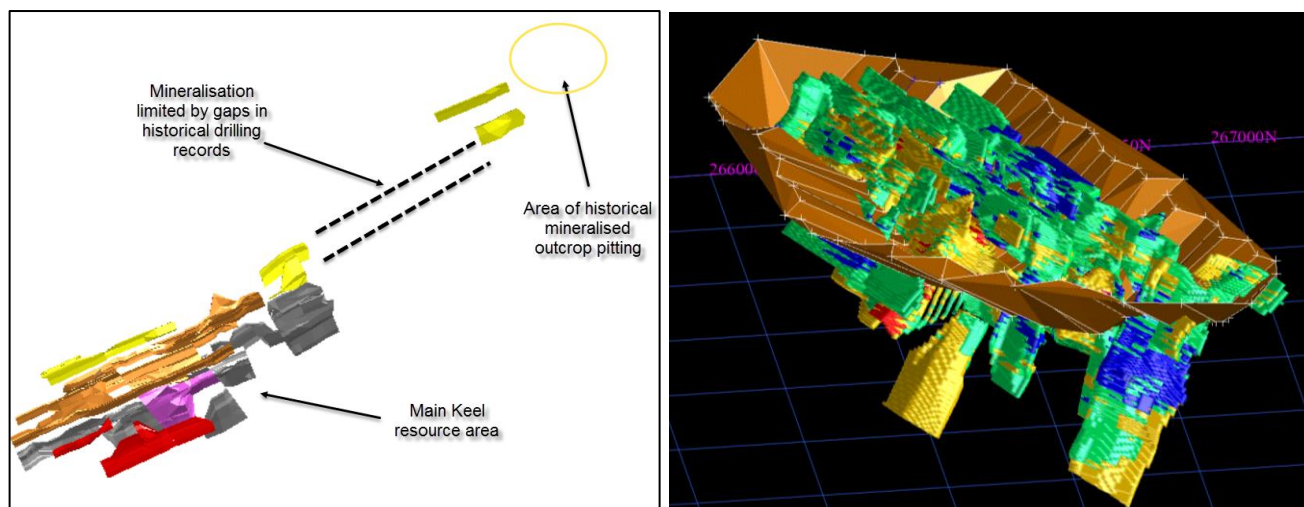 Mineralisation
limited by gaps in
historical drilling
records
Area of historical
mineralised
outcrop pitting
Main Keel
resource area
267000N